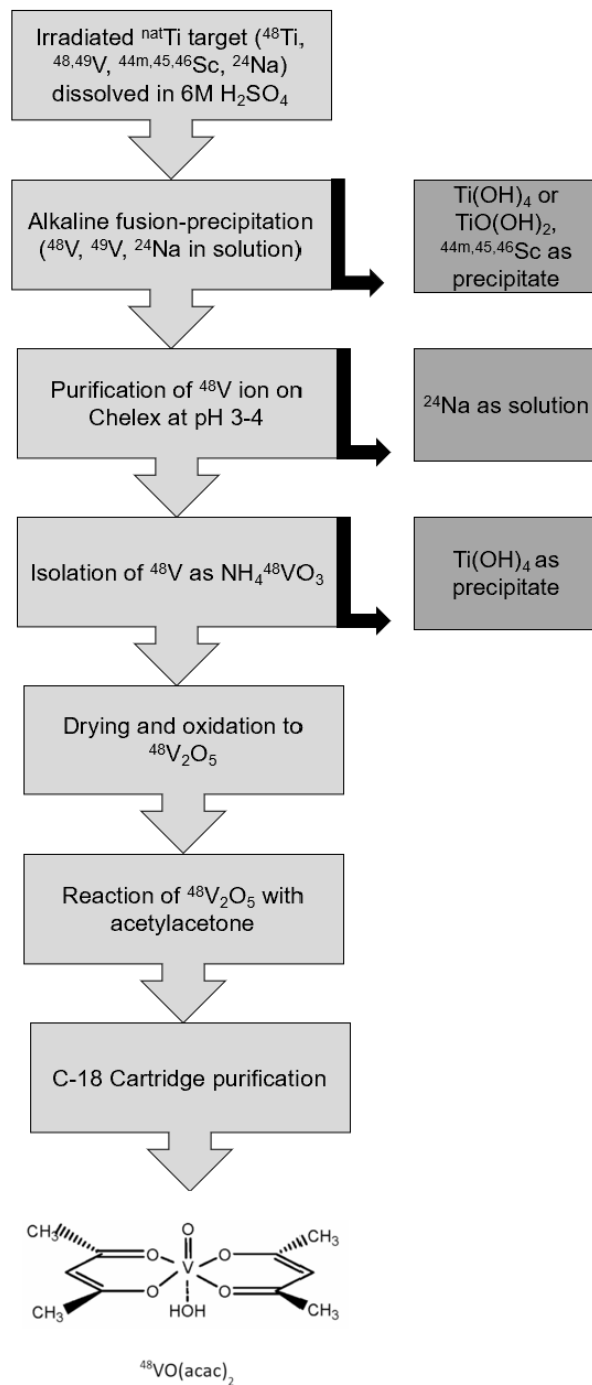 Irradiated ⁿᵃᵗTi target (⁴⁸Ti,
⁴⁸,⁴⁹V, ⁴⁴ᵐ,⁴⁵,⁴⁶Sc, ²⁴Na)
dissolved in 6M H₂SO₄
Alkaline fusion-precipitation
(⁴⁸V, ⁴⁹V, ²⁴Na in solution)
Ti(OH)₄ or
TiO(OH)₂,
⁴⁴ᵐ,⁴⁵,⁴⁶Sc as
precipitate
Purification of ⁴⁸V ion on
Chelex at pH 3-4
²⁴Na as solution
Isolation of ⁴⁸V as NH₄⁴⁸VO₃
Ti(OH)₄ as
precipitate
Drying and oxidation to
⁴⁸V₂O₅
Reaction of ⁴⁸V₂O₅ with
acetylacetone
C-18 Cartridge purification
O
CH₃ CH₃
O O
V
O O
CH₃ HOH CH₃
⁴⁸VO(acac)₂